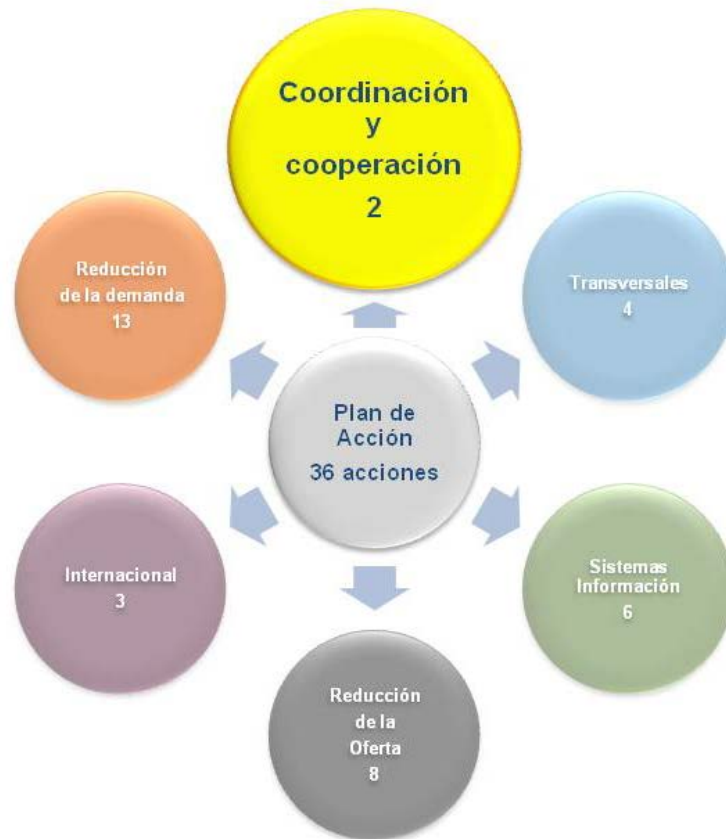 Coordinación
y
cooperación
2
Reducción
de la demanda
13
Transversales
4
Plan de
Acción
36 acciones
Internacional
3
Sistemas
Información
6
Reducción
de la
Oferta
8